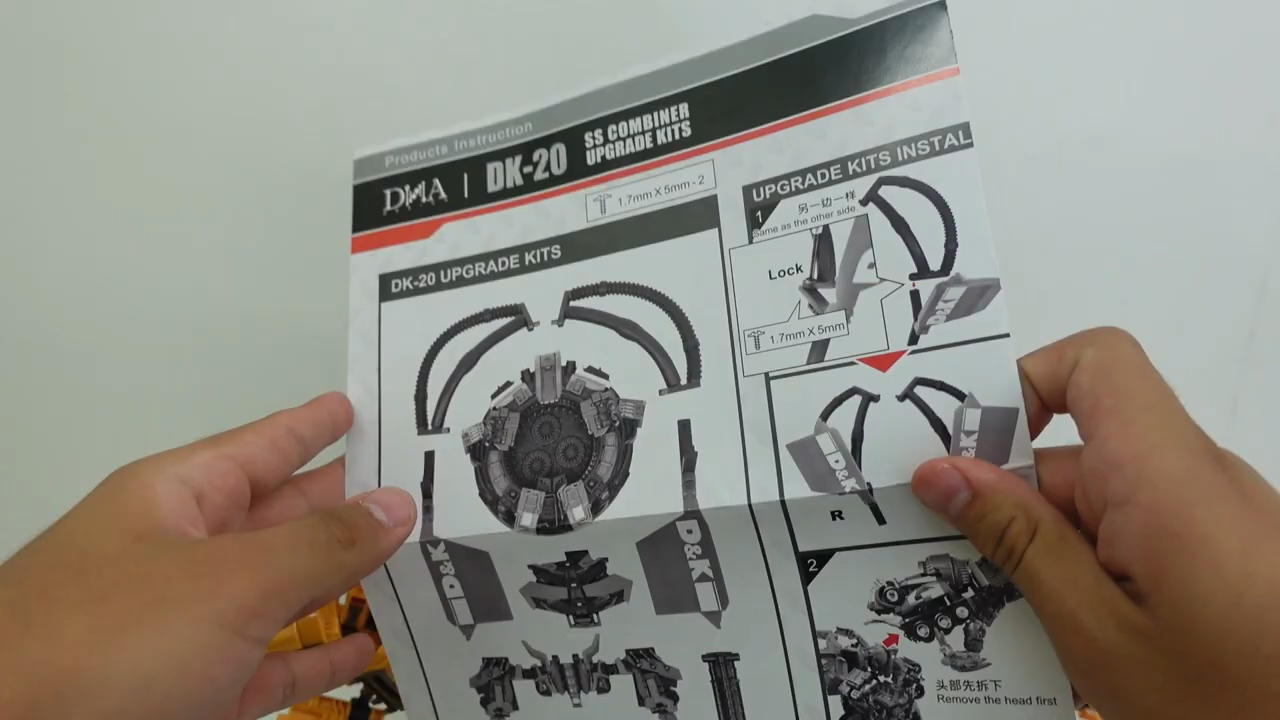 Products Instruction
DNA | DK-20 SS COMBINER
UPGRADE KITS
1.7mm X 5mm - 2
DK-20 UPGRADE KITS
D&K
D&K
UPGRADE KITS INSTAL
1
另一边一样
Same as the other side.
Lock
1.7mm X 5mm
D&K
D&K
D&K
R
2
头部先拆下
Remove the head first